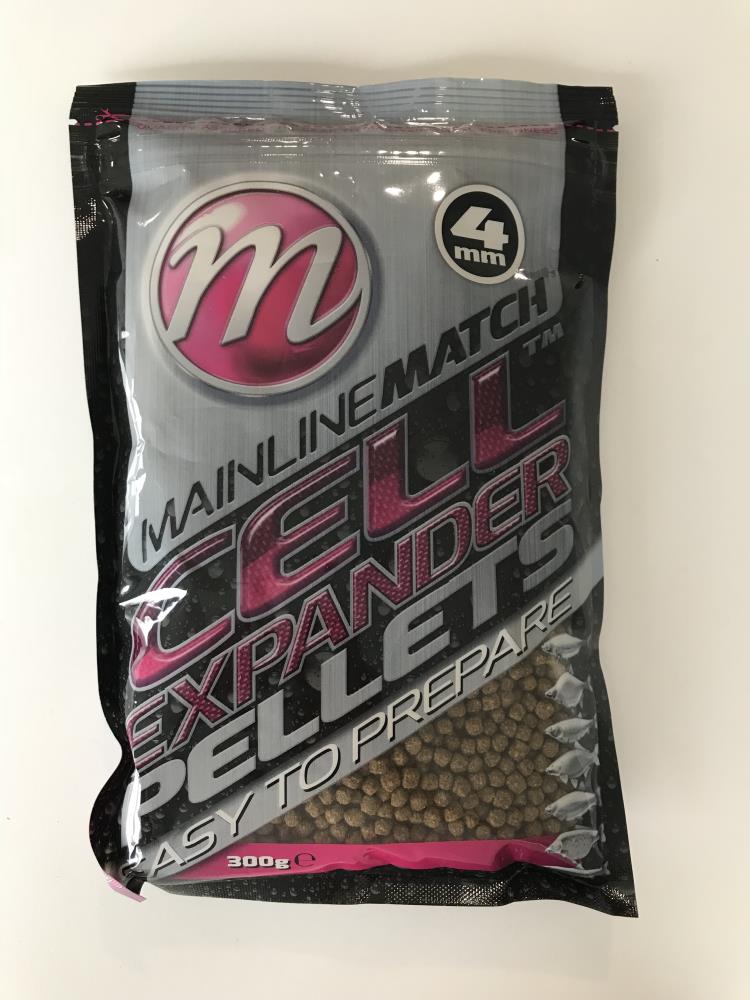 m
4
mm
MAINLINEMATCH
CELL™
EXPANDER
PELLETS
EASY TO PREPARE
300g ℮